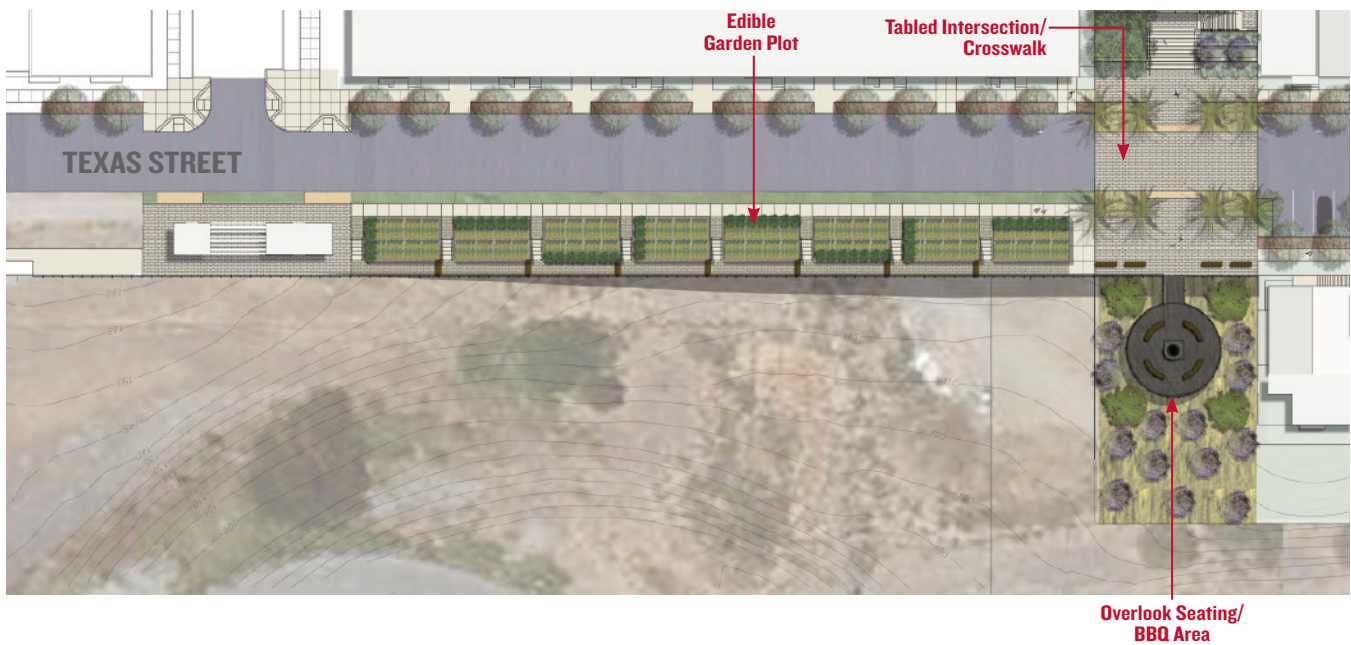 Edible
Garden Plot
Tabled Intersection/
Crosswalk
TEXAS STREET
Overlook Seating/
BBQ Area